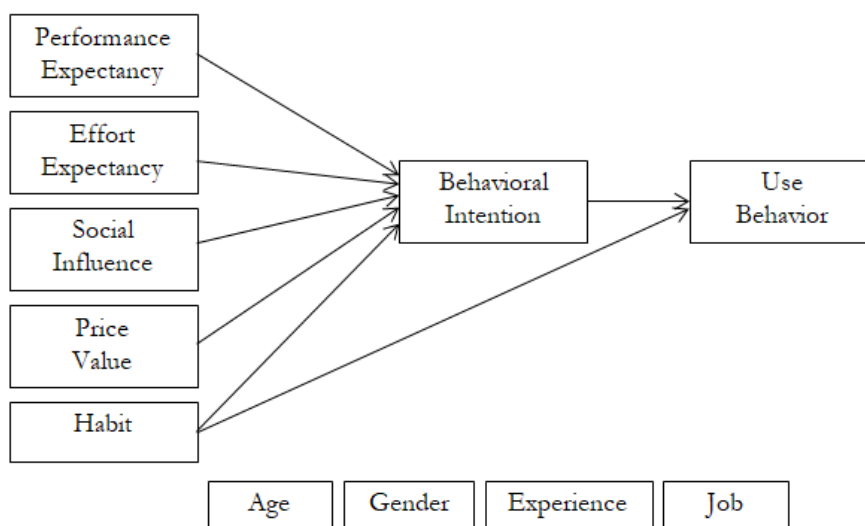 Performance
Expectancy
Effort
Expectancy
Social
Influence
Price
Value
Habit
Behavioral
Intention
Use
Behavior
Age
Gender
Experience
Job